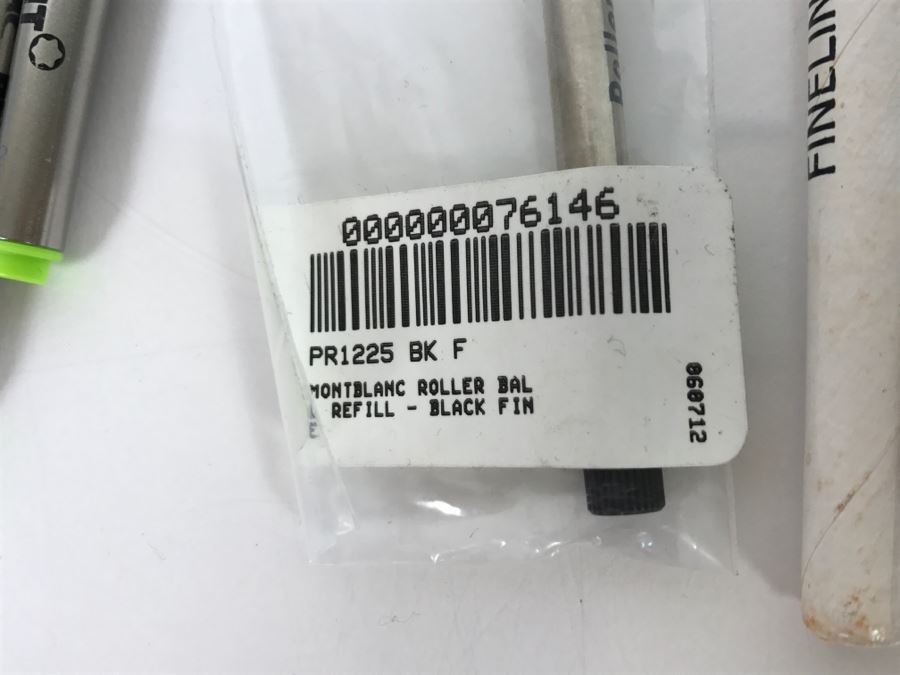 000000076146
PR1225 BK F
MONTBLANC ROLLER BAL
REFILL - BLACK FIN
060712
FINELIN